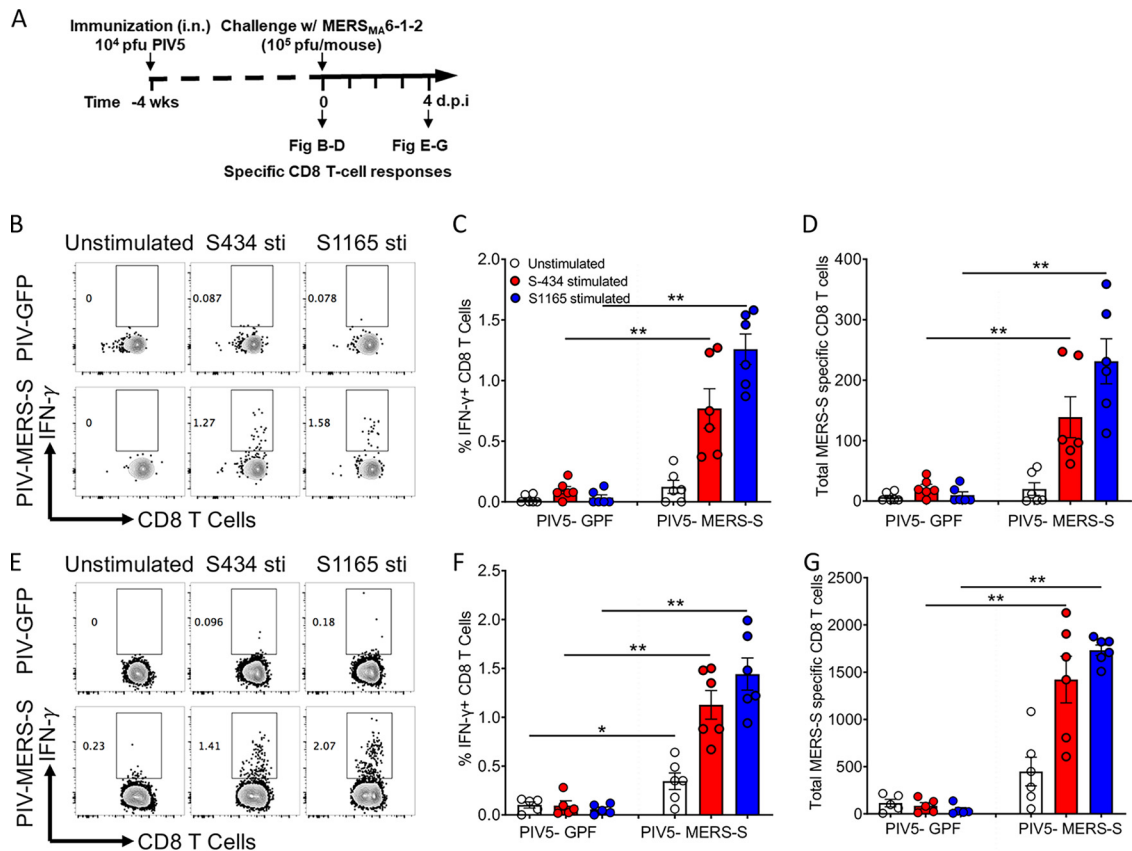 A
Immunization (i.n.) Challenge w/ MERSMA6-1-2
10⁴ pfu PIV5 (10⁵ pfu/mouse)
Time -4 wks 0 4 d.p.i
Fig B-D Fig E-G
Specific CD8 T-cell responses
B
Unstimulated S434 sti S1165 sti
PIV-GFP
0 0.087 0.078
PIV-MERS-S
IFN-γ
0 1.27 1.58
CD8 T Cells
C
% IFN-γ+ CD8 T Cells
2.0
1.5
1.0
0.5
0.0
Unstimulated
S-434 stimulated
S1165 stimulated
**
**
PIV5- GPF PIV5- MERS-S
D
Total MERS-S specific CD8 T cells
400
300
200
100
0
**
**
PIV5- GPF PIV5- MERS-S
E
Unstimulated S434 sti S1165 sti
PIV-GFP
0 0.096 0.18
PIV-MERS-S
IFN-γ
0.23 1.41 2.07
CD8 T Cells
F
% IFN-γ+ CD8 T Cells
2.5
2.0
1.5
1.0
0.5
0.0
**
**
*
PIV5- GPF PIV5- MERS-S
G
Total MERS-S specific CD8 T cells
2500
2000
1500
1000
500
0
**
**
PIV5- GPF PIV5- MERS-S